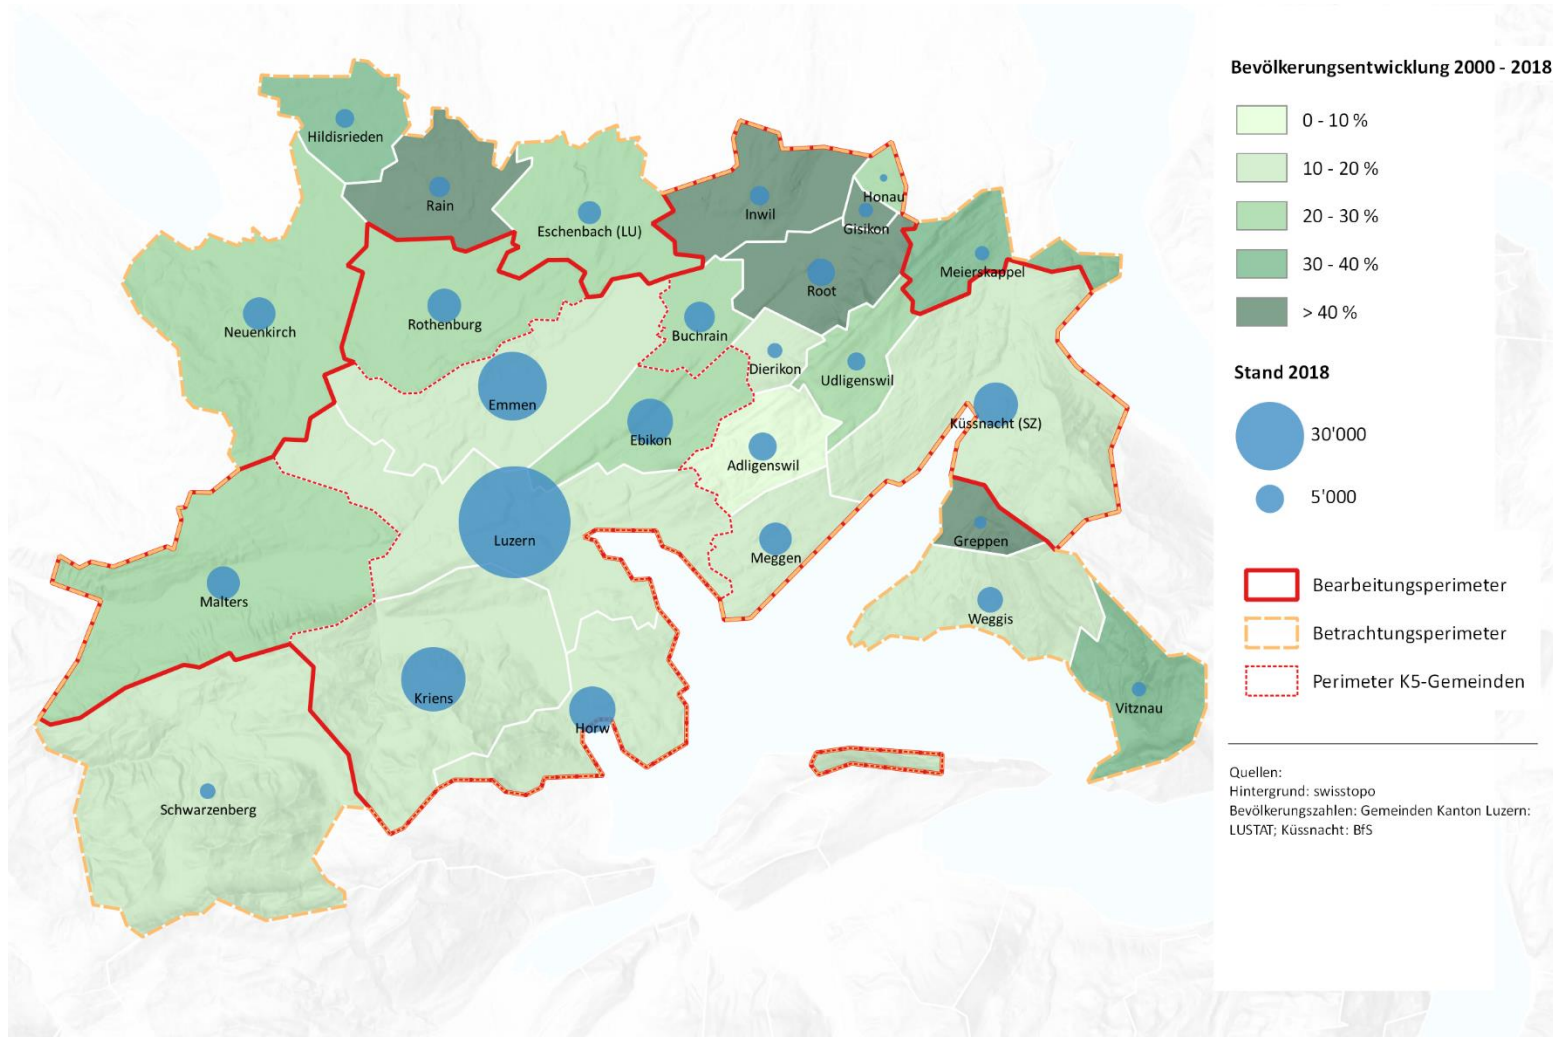 Hildisrieden
Rain
Eschenbach (LU)
Inwil
Honau
Gisikon
Meierskappel
Root
Neuenkirch
Rothenburg
Buchrain
Dierikon
Udligenswil
Emmen
Ebikon
Küssnacht (SZ)
Adligenswil
Luzern
Meggen
Greppen
Malters
Weggis
Kriens
Horw
Vitznau
Schwarzenberg
Bevölkerungsentwicklung 2000 - 2018
0 - 10 %
10 - 20 %
20 - 30 %
30 - 40 %
> 40 %
Stand 2018
30'000
5'000
Bearbeitungsperimeter
Betrachtungsperimeter
Perimeter K5-Gemeinden
Quellen:
Hintergrund: swisstopo
Bevölkerungszahlen: Gemeinden Kanton Luzern:
LUSTAT; Küssnacht: BfS